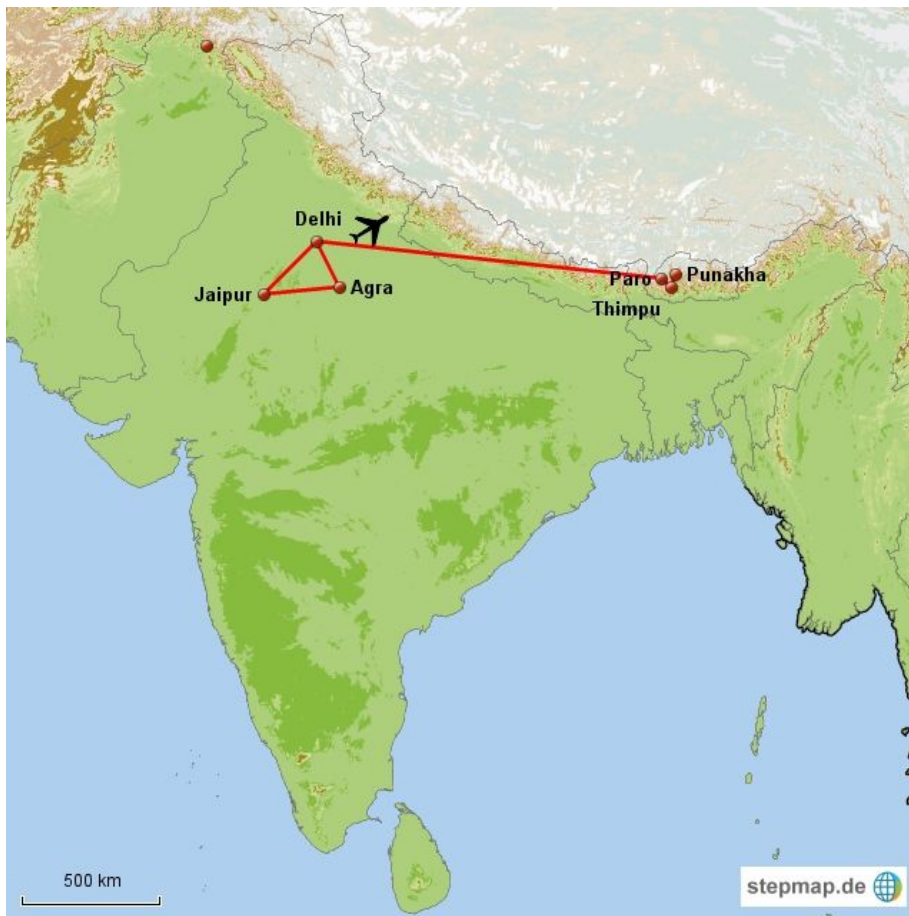 Delhi
Jaipur
Agra
Paro
Punakha
Thimpu
500 km
stepmap.de